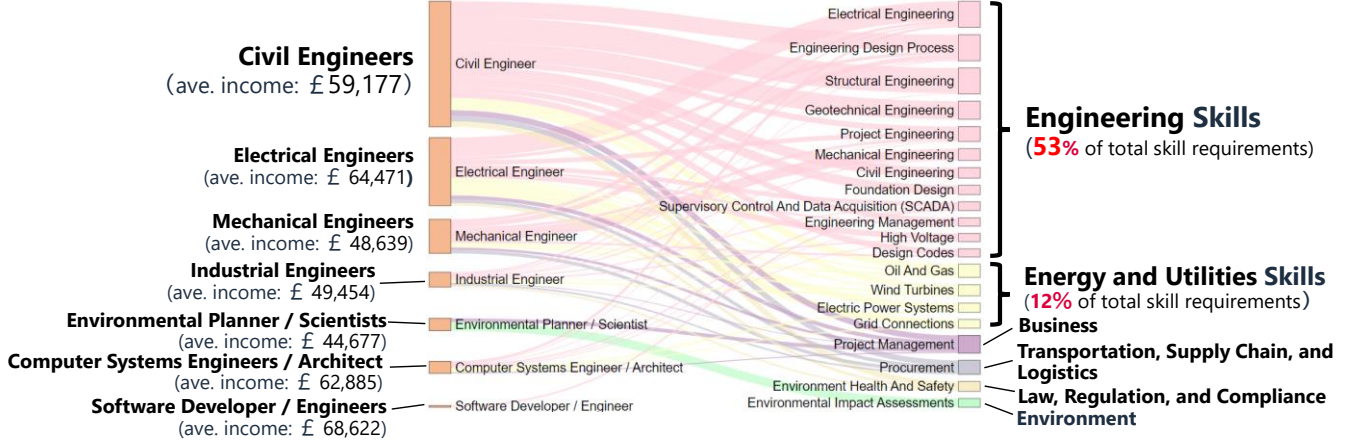 Civil Engineers
(ave. income: £ 59,177)
Electrical Engineers
(ave. income: £ 64,471)
Mechanical Engineers
(ave. income: £ 48,639)
Industrial Engineers
(ave. income: £ 49,454)
Environmental Planner / Scientists
(ave. income: £ 44,677)
Computer Systems Engineers / Architect
(ave. income: £ 62,885)
Software Developer / Engineers
(ave. income: £ 68,622)
Civil Engineer
Electrical Engineer
Mechanical Engineer
Industrial Engineer
Environmental Planner / Scientist
Computer Systems Engineer / Architect
Software Developer / Engineer
Electrical Engineering
Engineering Design Process
Structural Engineering
Geotechnical Engineering
Project Engineering
Mechanical Engineering
Civil Engineering
Foundation Design
Supervisory Control And Data Acquisition (SCADA)
Engineering Management
High Voltage
Design Codes
Oil And Gas
Wind Turbines
Electric Power Systems
Grid Connections
Project Management
Procurement
Environment Health And Safety
Environmental Impact Assessments
Engineering Skills
(53% of total skill requirements)
Energy and Utilities Skills
(12% of total skill requirements)
Business
Transportation, Supply Chain, and
Logistics
Law, Regulation, and Compliance
Environment